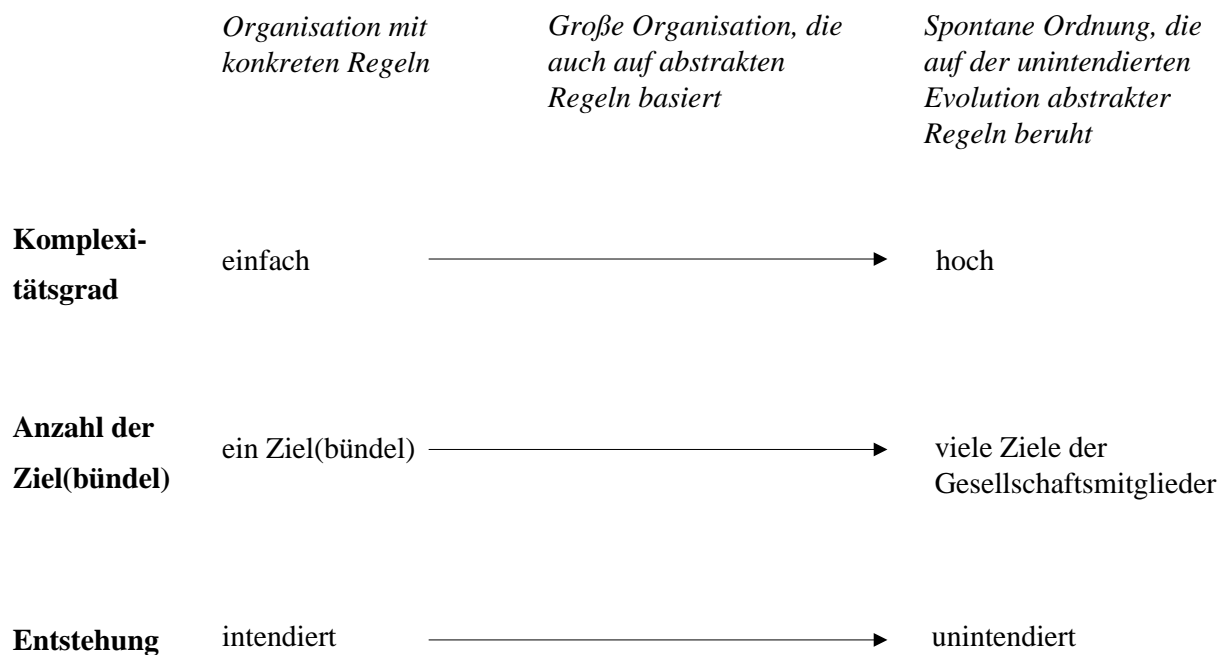 Organisation mit
konkreten Regeln
Große Organisation, die
auch auf abstrakten
Regeln basiert
Spontane Ordnung, die
auf der unintendierten
Evolution abstrakter
Regeln beruht
Komplexi-
tätsgrad
einfach
hoch
Anzahl der
Ziel(bündel)
ein Ziel(bündel)
viele Ziele der
Gesellschaftsmitglieder
Entstehung
intendiert
unintendiert